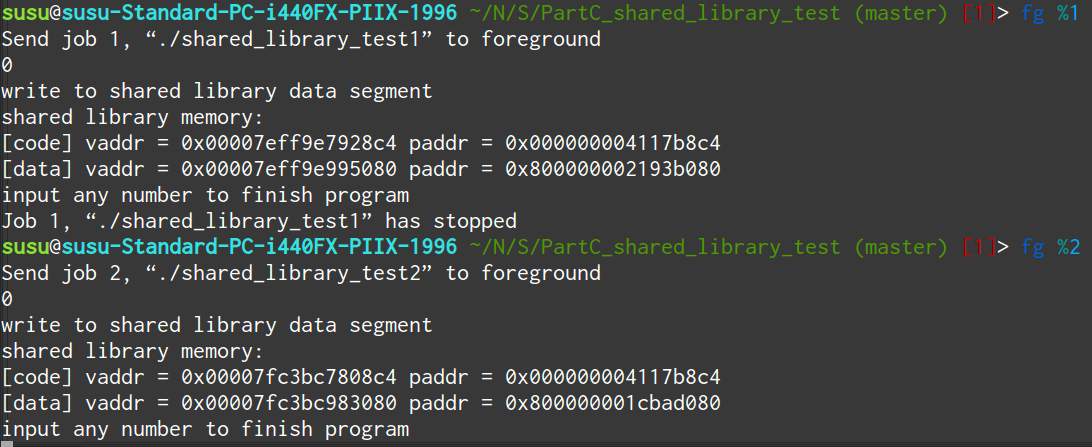 susu@susu-Standard-PC-i440FX-PIIX-1996 ~/N/S/PartC_shared_library_test (master) [1]> fg %1
Send job 1, “./shared_library_test1” to foreground
0
write to shared library data segment
shared library memory:
[code] vaddr = 0x00007eff9e7928c4 paddr = 0x000000004117b8c4
[data] vaddr = 0x00007eff9e995080 paddr = 0x800000002193b080
input any number to finish program
Job 1, “./shared_library_test1” has stopped
susu@susu-Standard-PC-i440FX-PIIX-1996 ~/N/S/PartC_shared_library_test (master) [1]> fg %2
Send job 2, “./shared_library_test2” to foreground
0
write to shared library data segment
shared library memory:
[code] vaddr = 0x00007fc3bc7808c4 paddr = 0x000000004117b8c4
[data] vaddr = 0x00007fc3bc983080 paddr = 0x800000001cbad080
input any number to finish program